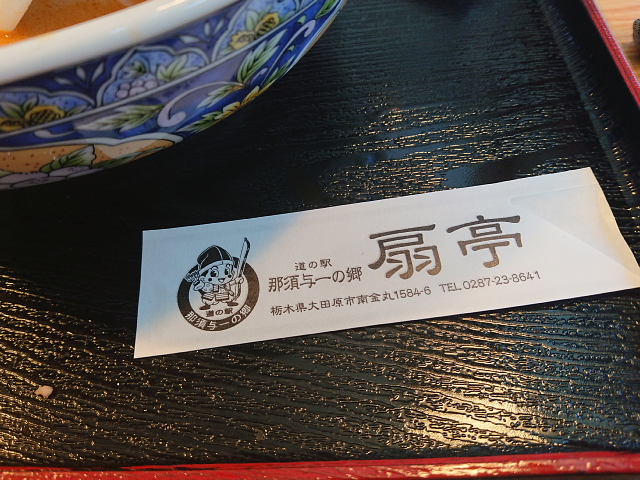 道の駅
那須与一の郷
扇亭
栃木県大田原市南金丸1584-6 TEL.0287-23-8641
道の駅
那須与一の郷